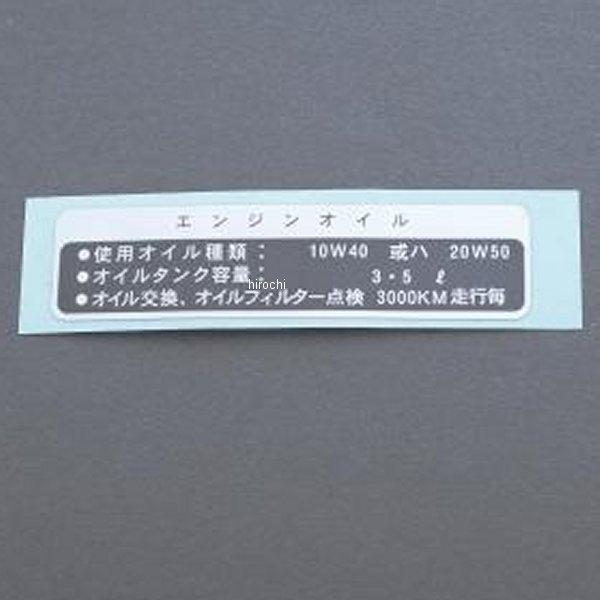 エンジンオイル
●使用オイル種類： 10W40 或ハ 20W50
●オイルタンク容量： 3・5 ℓ
hirochi
●オイル交換、オイルフィルター点検 3000KM走行毎